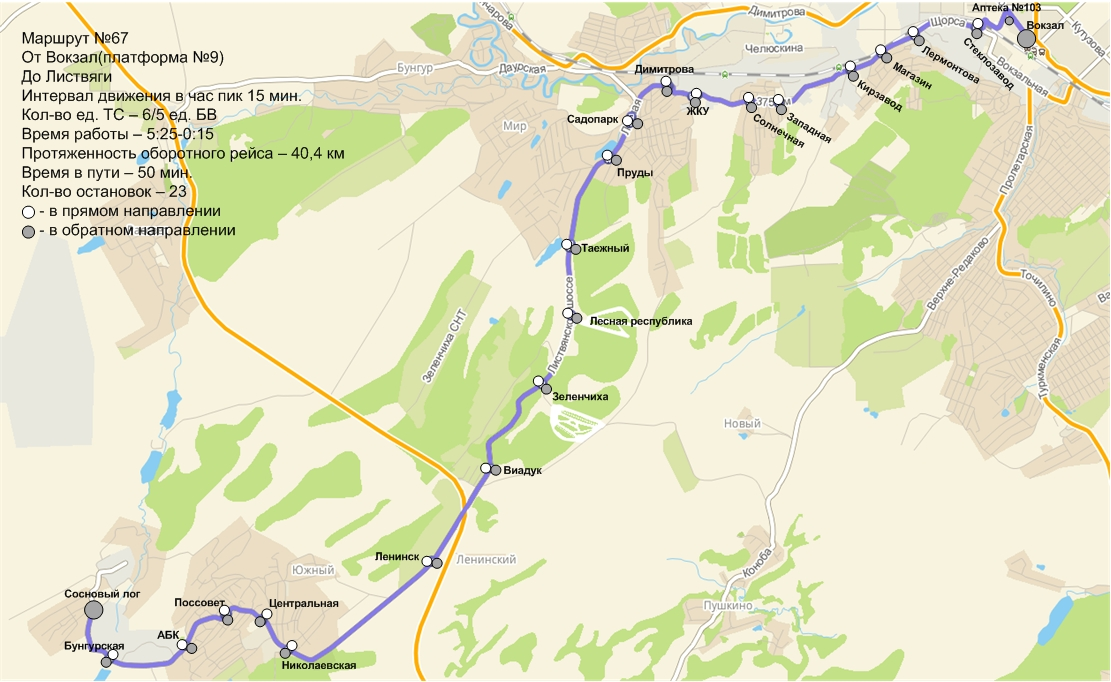 Маршрут №67
От Вокзал(платформа №9)
До Листвяги
Интервал движения в час пик 15 мин.
Кол-во ед. ТС – 6/5 ед. БВ
Время работы – 5:25-0:15
Протяженность оборотного рейса – 40,4 км
Время в пути – 50 мин.
Кол-во остановок – 23
- в прямом направлении
- в обратном направлении
Аптека №103
Вокзал
Димитрова
Щорса
Кутузова
Стеклозавод
Вокзальная
Лермонтова
Магазин
Кирзавод
Челюскина
Бунгур
Даурская
Димитрова
ЖКУ
375 км
Западная
Солнечная
Садопарк
Мир
Пруды
Пролетарская
Таежный
Верхне-Редаково
Точилино
Лесная республика
Листвянское шоссе
Зеленчиха СНТ
Туркменская
Зеленчиха
Новый
Виадук
Ленинск
Ленинский
Коноба
Южный
Пушкино
Сосновый лог
Поссовет
Центральная
АБК
Бунгурская
Николаевская